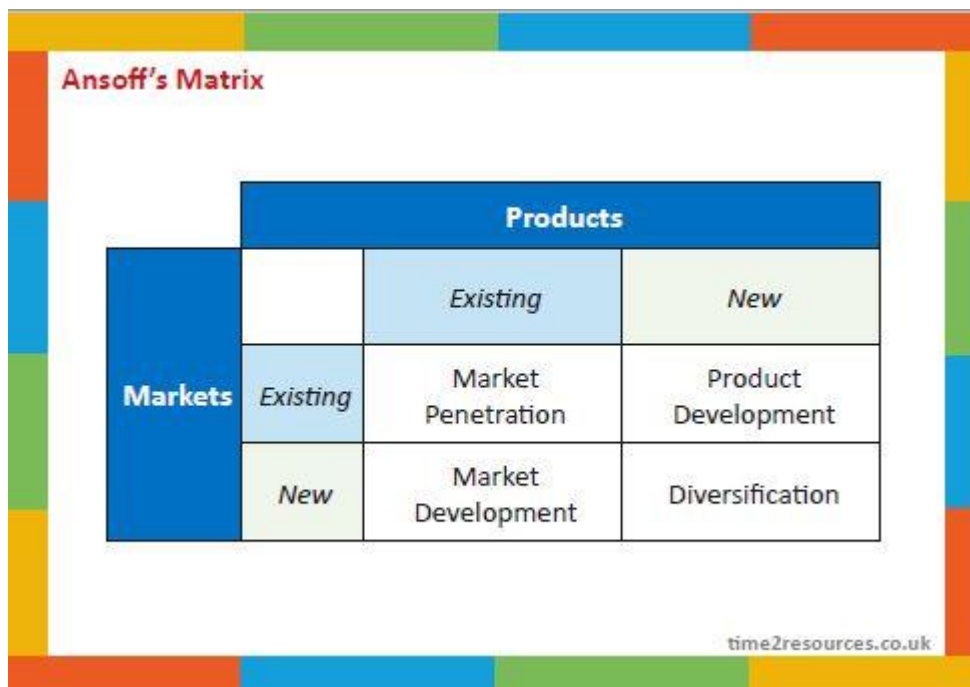 Ansoff's Matrix
Products
Existing
New
Markets
Existing
Market
Penetration
Product
Development
New
Market
Development
Diversification
time2resources.co.uk